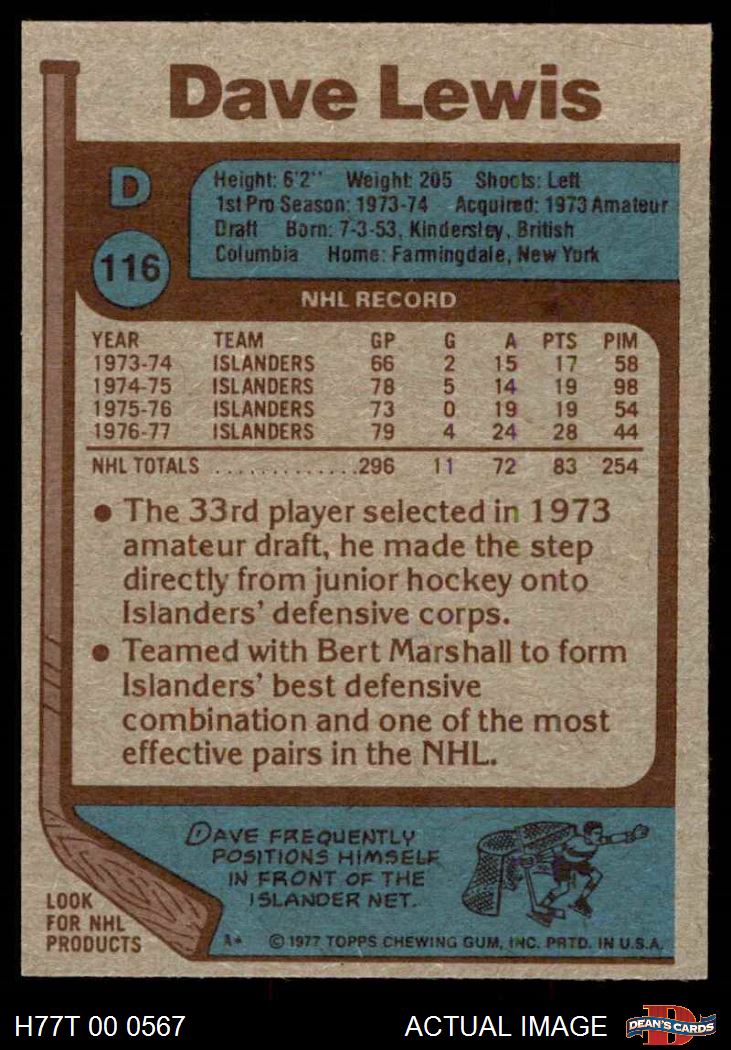 Dave Lewis
D
116
Height: 6'2'' Weight: 205 Shoots: Left
1st Pro Season: 1973-74 Acquired: 1973 Amateur
Draft Born: 7-3-53, Kindersley, British
Columbia Home: Farmingdale, New York
NHL RECORD
YEAR TEAM GP G A PTS PIM
1973-74 ISLANDERS 66 2 15 17 58
1974-75 ISLANDERS 78 5 14 19 98
1975-76 ISLANDERS 73 0 19 19 54
1976-77 ISLANDERS 79 4 24 28 44
NHL TOTALS .............296 11 72 83 254
● The 33rd player selected in 1973
amateur draft, he made the step
directly from junior hockey onto
Islanders' defensive corps.
● Teamed with Bert Marshall to form
Islanders' best defensive
combination and one of the most
effective pairs in the NHL.
DAVE FREQUENTLY
POSITIONS HIMSELF
IN FRONT OF THE
ISLANDER NET.
LOOK
FOR NHL
PRODUCTS
A* © 1977 TOPPS CHEWING GUM, INC. PRTD. IN U.S.A.
H77T 00 0567 ACTUAL IMAGE DEAN'S CARDS